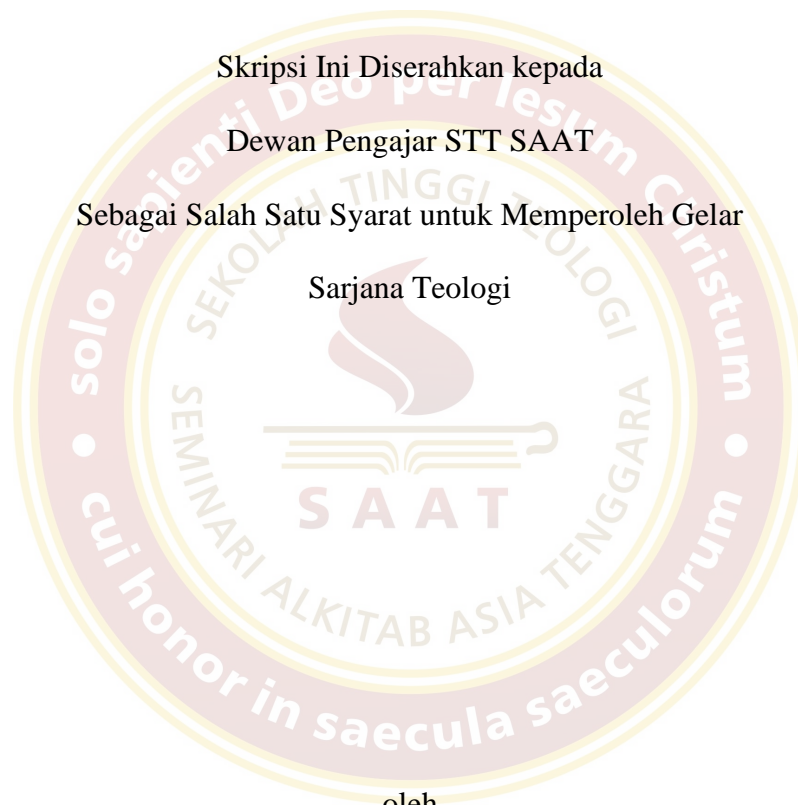 Skripsi Ini Diserahkan kepada
Dewan Pengajar STT SAAT
Sebagai Salah Satu Syarat untuk Memperoleh Gelar
Sarjana Teologi
solo sapienti Deo per Iesum Christum
SEKOLAH TINGGI TEOLOGI
SAAT
SEMINARI ALKITAB ASIA TENGGARA
cui honor in saecula saeculorum
oleh